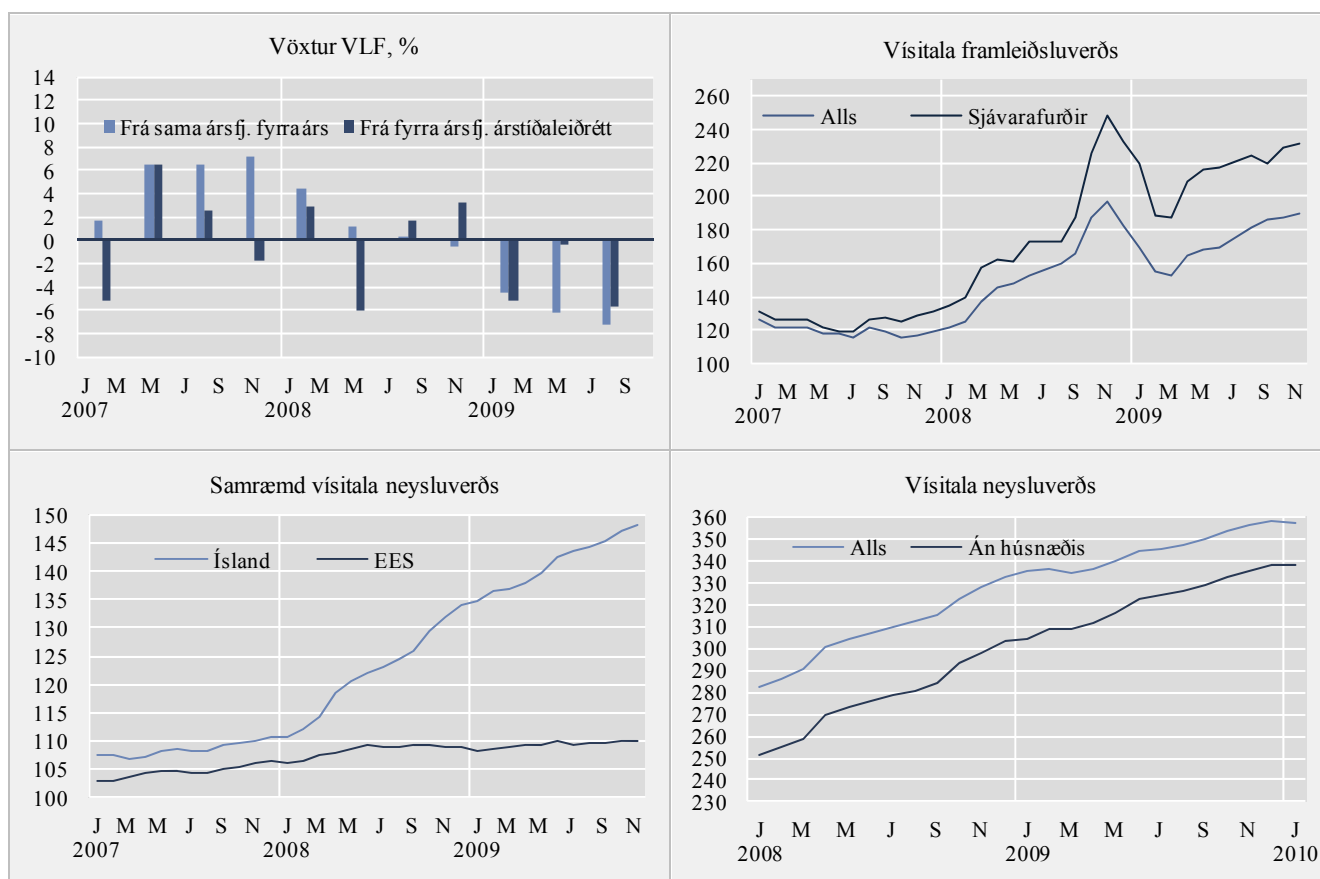 Vöxtur VLF, %
14
12
10
8
6
4
2
0
-2
-4
-6
-8
-10
Frá sama ársfj. fyrra árs Frá fyrra ársfj. árstíðaleiðrétt
J M M J S N J M M J S N J M M J S
2007 2008 2009
Vísitala framleiðsluverðs
260
240
220
200
180
160
140
120
100
Alls Sjávarafurðir
J M M J S N J M M J S N J M M J S N
2007 2008 2009
Samræmd vísitala neysluverðs
150
145
140
135
130
125
120
115
110
105
100
Ísland EES
J M M J S N J M M J S N J M M J S N
2007 2008 2009
Vísitala neysluverðs
360
350
340
330
320
310
300
290
280
270
260
250
240
230
Alls Án húsnæðis
J M M J S N J M M J S N J
2008 2009 2010